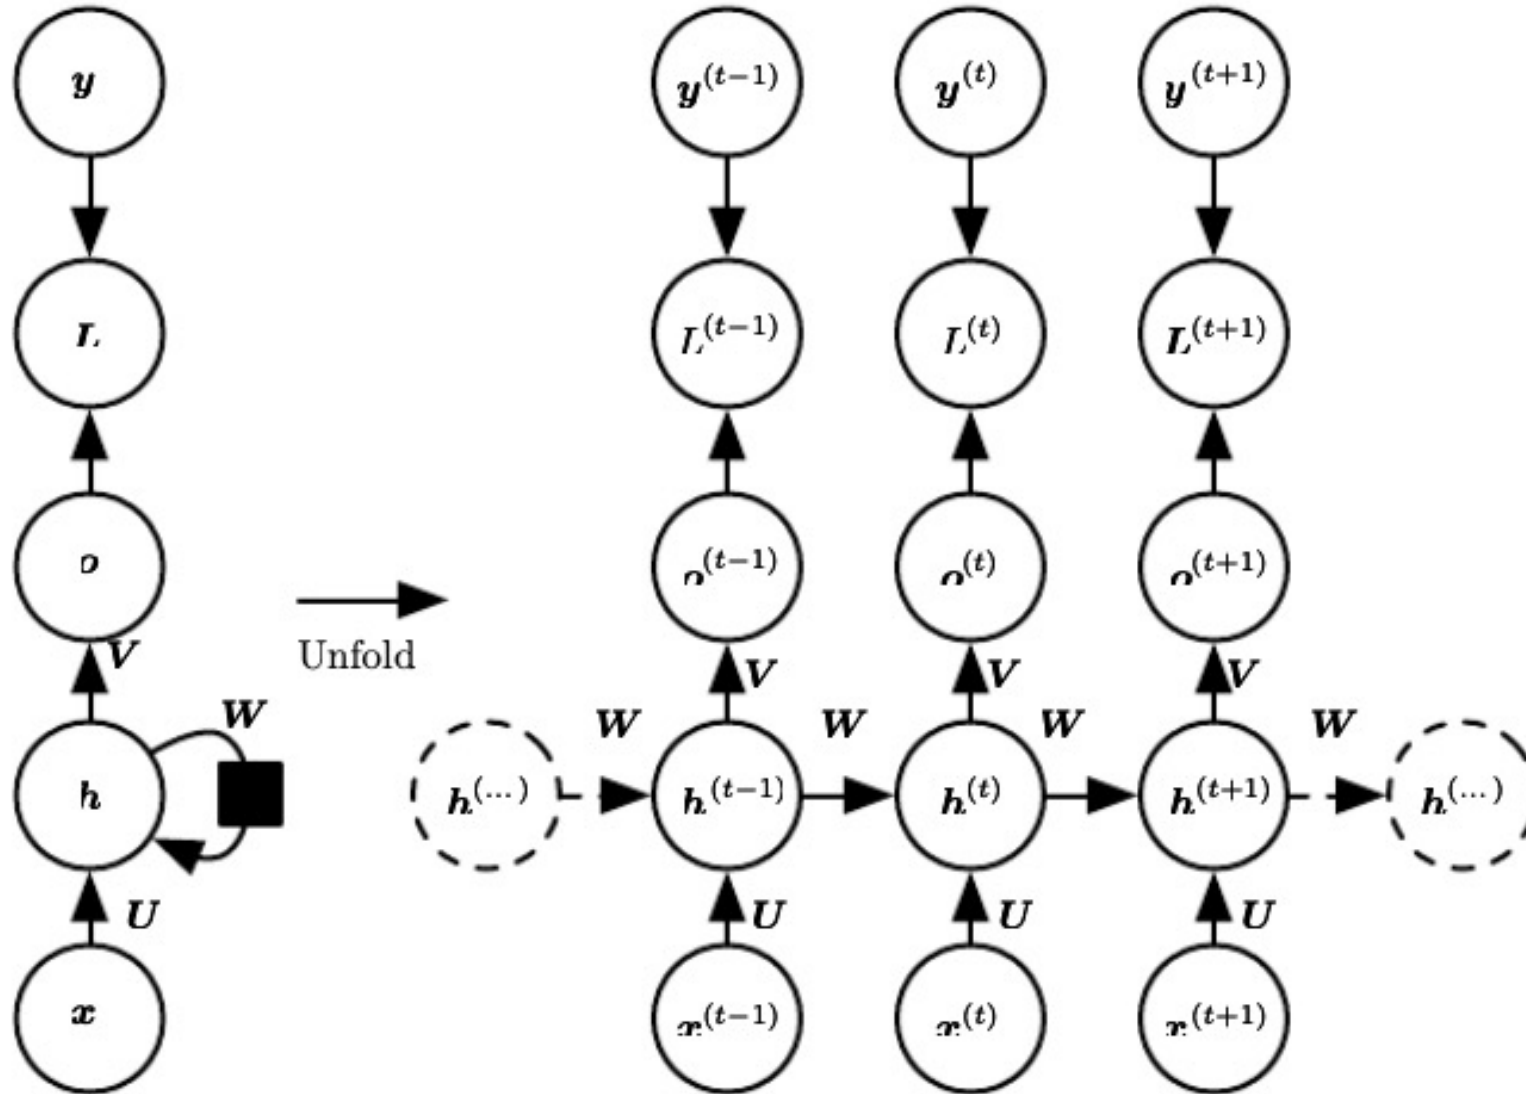 y y^(t−1) y^(t) y^(t+1)
L L^(t−1) L^(t) L^(t+1)
o o^(t−1) o^(t) o^(t+1)
Unfold
V V V V
W W W W W
h h^(...) h^(t−1) h^(t) h^(t+1) h^(...)
U U U U
x x^(t−1) x^(t) x^(t+1)